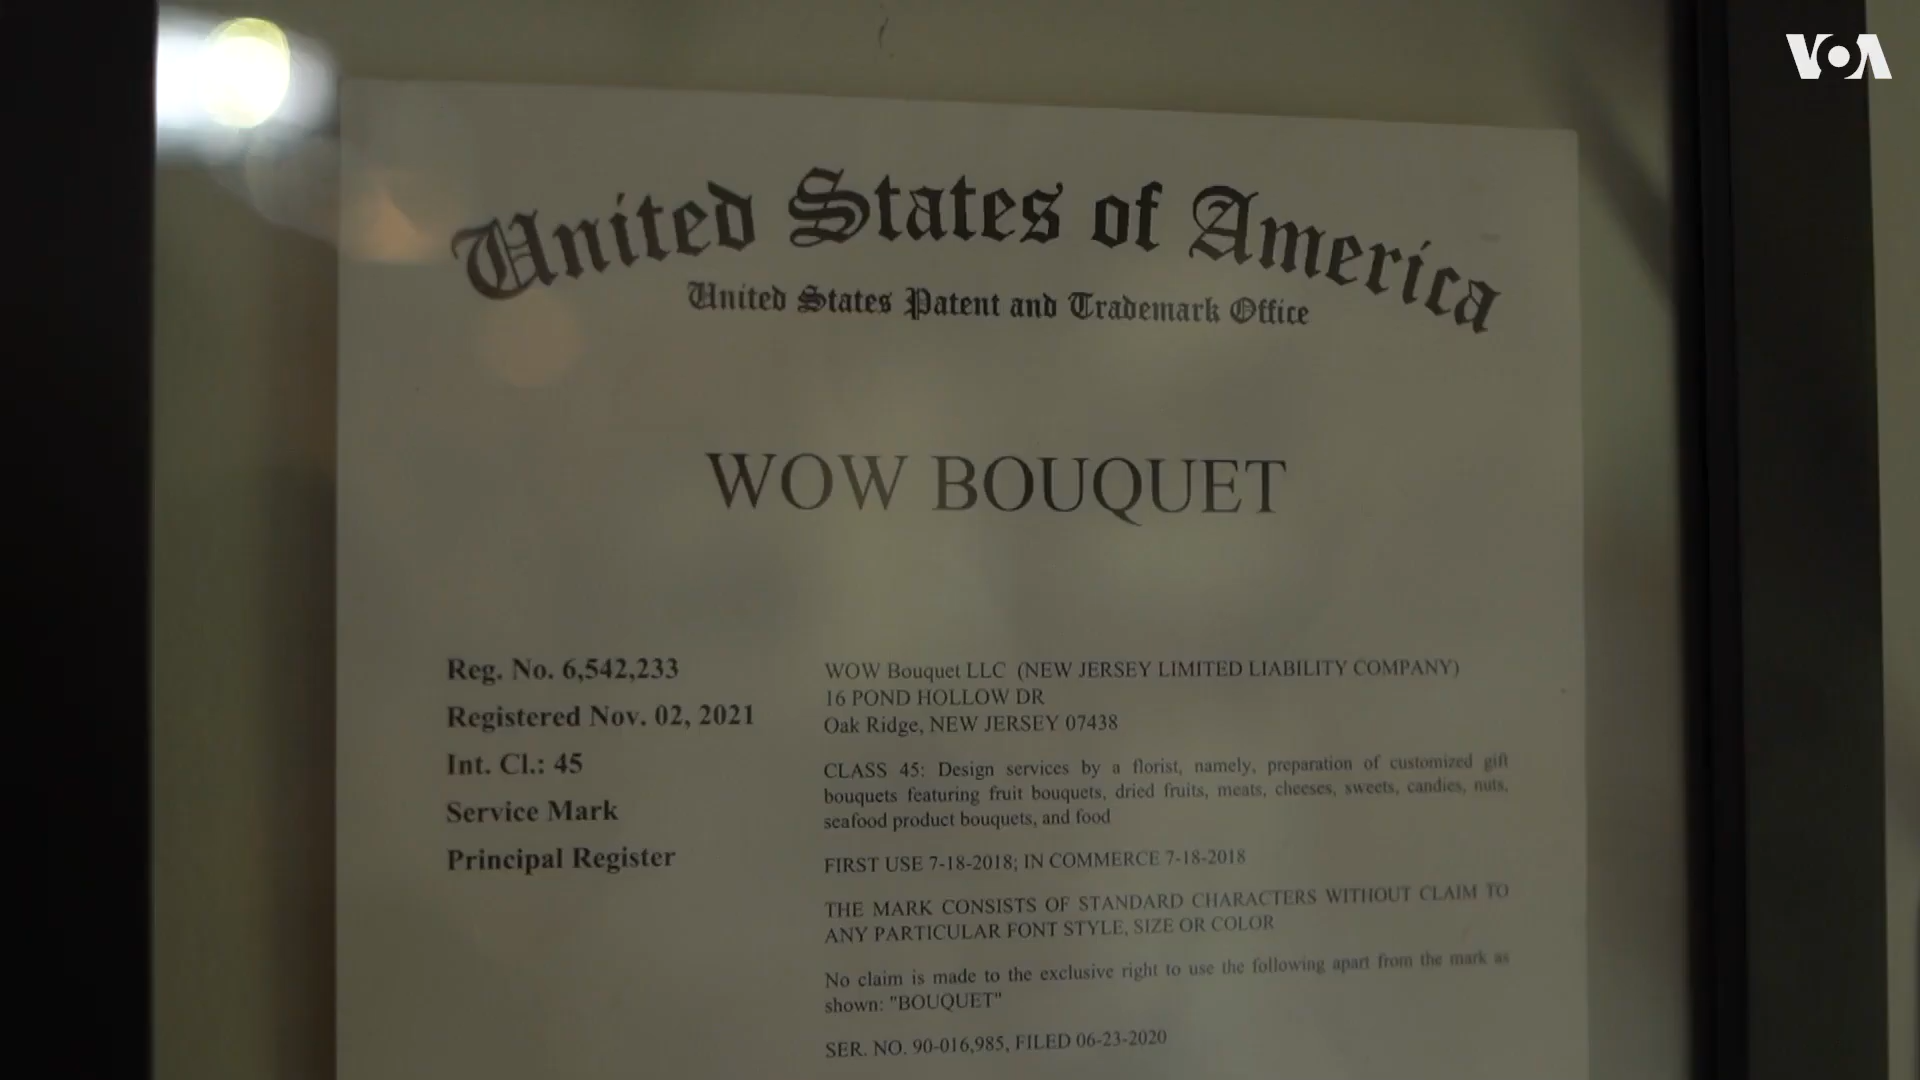 VOA
United States of America
United States Patent and Trademark Office
WOW BOUQUET
Reg. No. 6,542,233
Registered Nov. 02, 2021
Int. Cl.: 45
Service Mark
Principal Register
WOW Bouquet LLC (NEW JERSEY LIMITED LIABILITY COMPANY)
16 POND HOLLOW DR
Oak Ridge, NEW JERSEY 07438
CLASS 45: Design services by a florist, namely, preparation of customized gift
bouquets featuring fruit bouquets, dried fruits, meats, cheeses, sweets, candies, nuts,
seafood product bouquets, and food
FIRST USE 7-18-2018; IN COMMERCE 7-18-2018
THE MARK CONSISTS OF STANDARD CHARACTERS WITHOUT CLAIM TO
ANY PARTICULAR FONT STYLE, SIZE OR COLOR
No claim is made to the exclusive right to use the following apart from the mark as
shown: "BOUQUET"
SER. NO. 90-016,985, FILED 06-23-2020